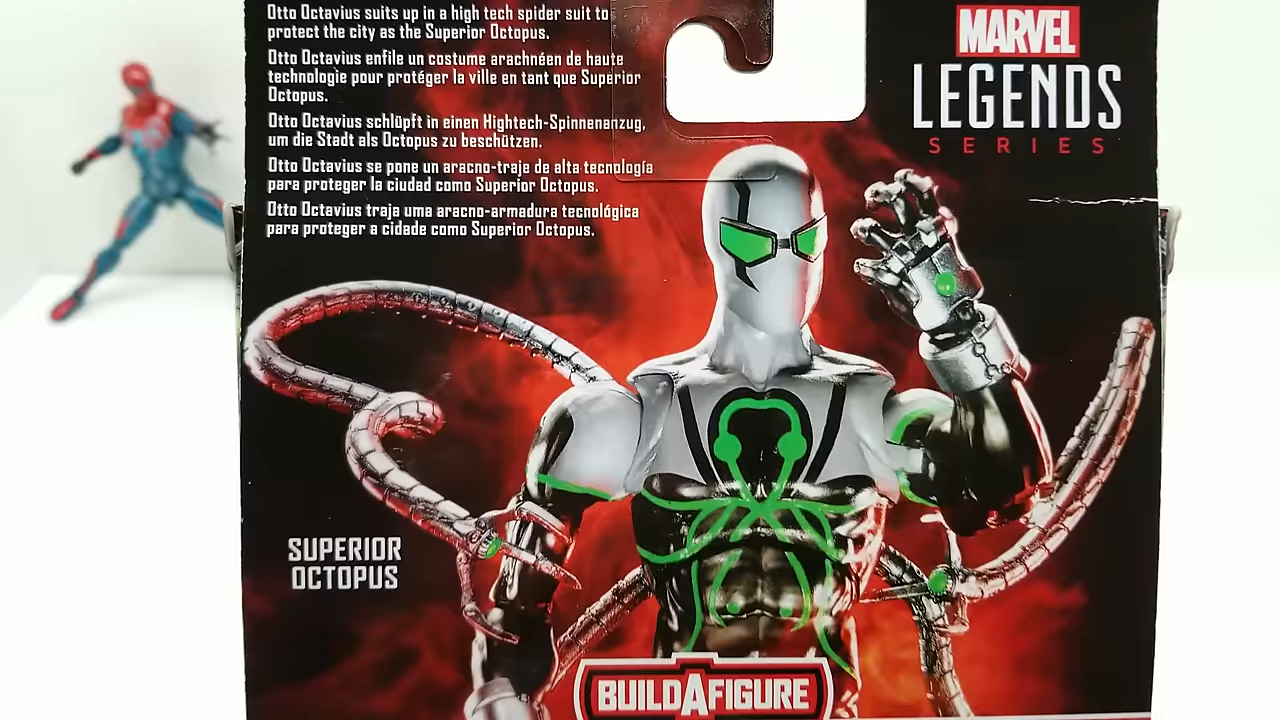 Otto Octavius suits up in a high tech spider suit to
protect the city as the Superior Octopus.
Otto Octavius enfile un costume arachnéen de haute
technologie pour protéger la ville en tant que Superior
Octopus.
Otto Octavius schlüpft in einen Hightech-Spinnenanzug,
um die Stadt als Octopus zu beschützen.
Otto Octavius se pone un aracno-traje de alta tecnología
para proteger la ciudad como Superior Octopus.
Otto Octavius traja uma aracno-armadura tecnológica
para proteger a cidade como Superior Octopus.
MARVEL
LEGENDS
SERIES
SUPERIOR
OCTOPUS
BUILDAFIGURE